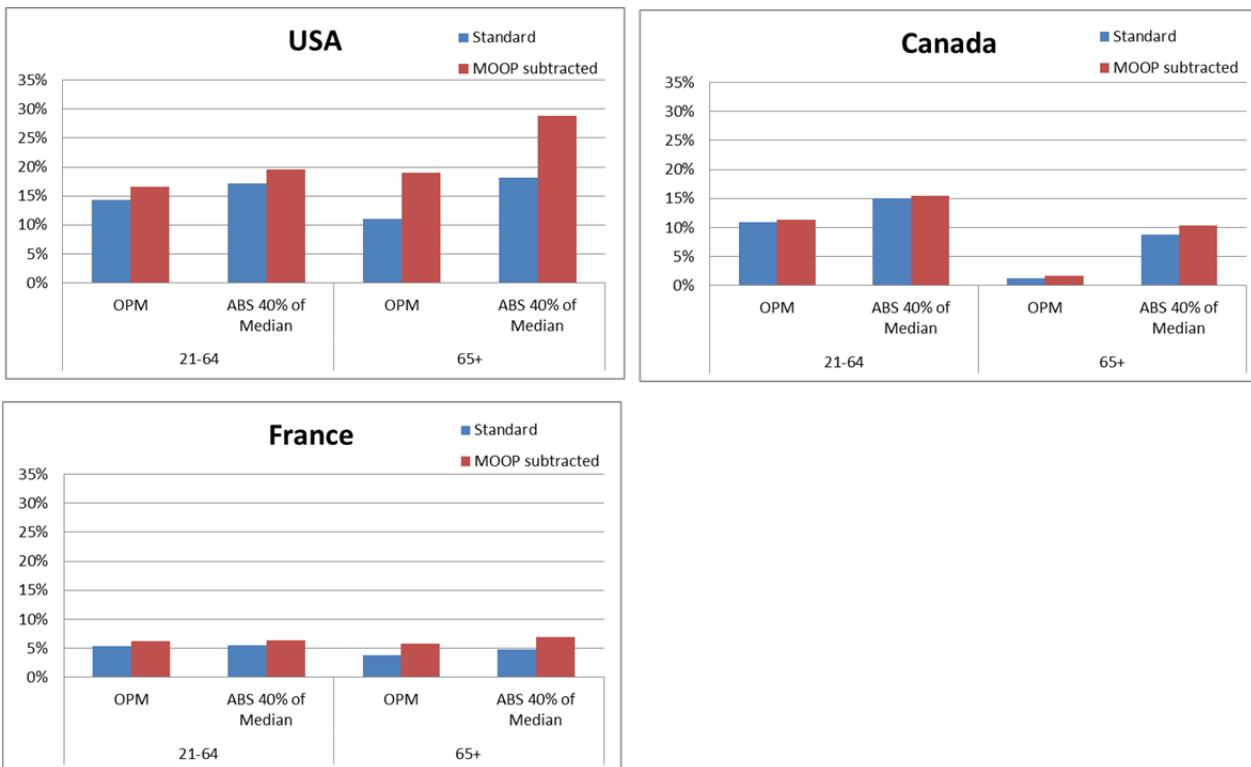 USA
Standard
MOOP subtracted
35%
30%
25%
20%
15%
10%
5%
0%
OPM
ABS 40% of
Median
OPM
ABS 40% of
Median
21-64
65+
Canada
Standard
MOOP subtracted
35%
30%
25%
20%
15%
10%
5%
0%
OPM
ABS 40% of
Median
OPM
ABS 40% of
Median
21-64
65+
France
Standard
MOOP subtracted
35%
30%
25%
20%
15%
10%
5%
0%
OPM
ABS 40% of
Median
OPM
ABS 40% of
Median
21-64
65+